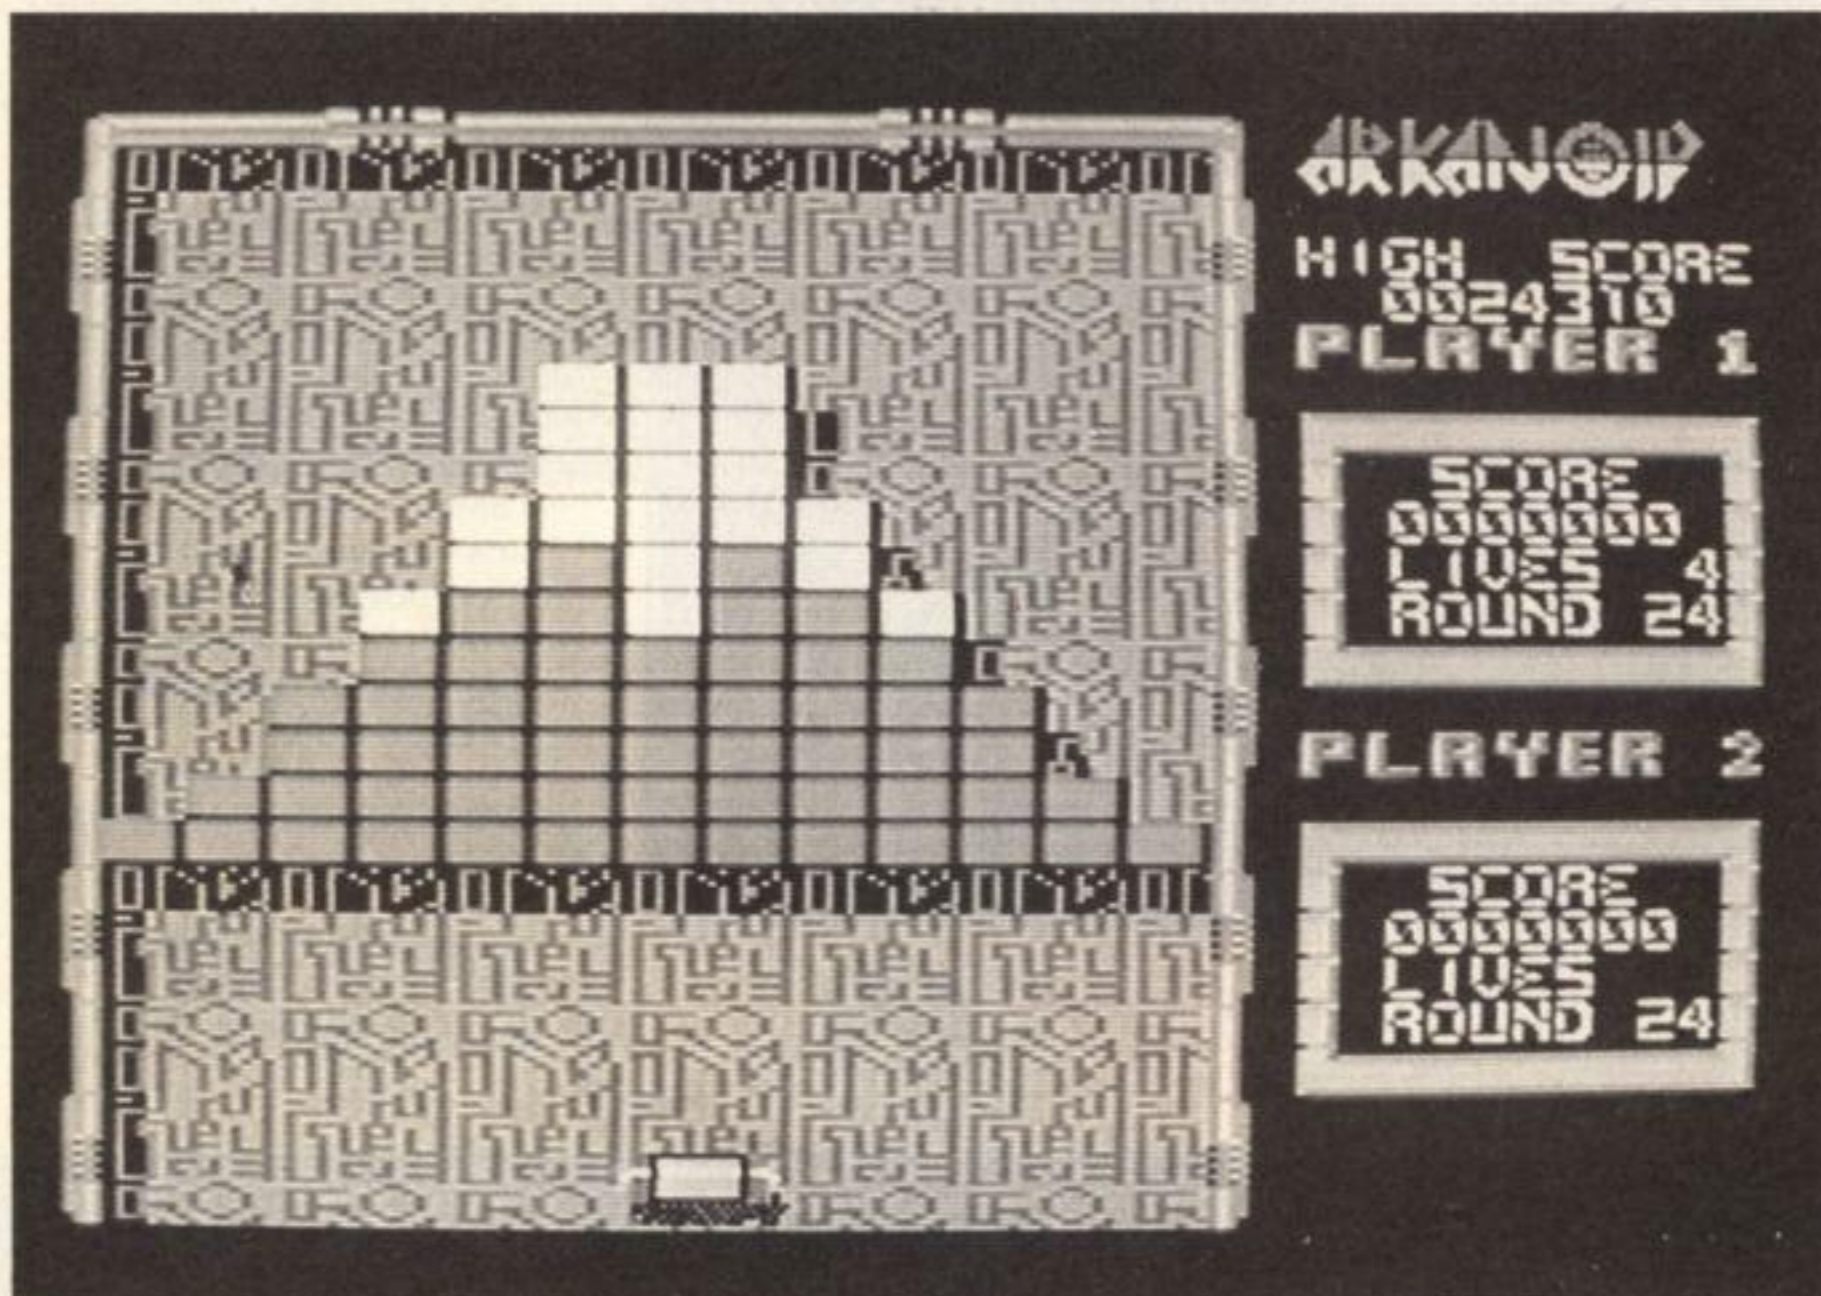 ARKANOID
HIGH SCORE
0024310
PLAYER 1
SCORE
0000000
LIVES 4
ROUND 24
PLAYER 2
SCORE
0000000
LIVES
ROUND 24